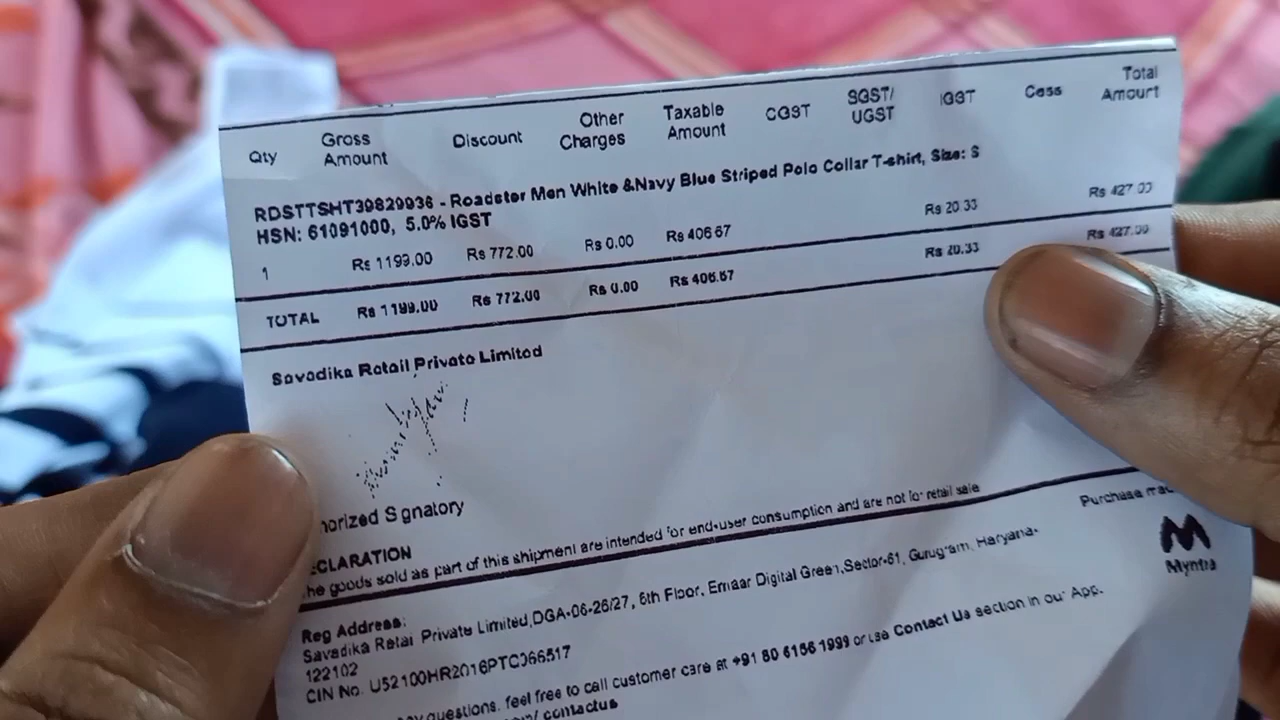 Qty Gross Amount Discount Other Charges Taxable Amount CGST SGST/ UGST IGST Cess Total Amount
RDSTTSHT39829936 - Roadster Men White &Navy Blue Striped Polo Collar T-shirt, Size: S
HSN: 61091000, 5.0% IGST
1 Rs 1199.00 Rs 772.00 Rs 0.00 Rs 406.67 Rs 20.33 Rs 427.00
TOTAL Rs 1199.00 Rs 772.00 Rs 0.00 Rs 406.67 Rs 20.33 Rs 427.00
Savadika Retail Private Limited
horized Signatory
CLARATION
he goods sold as part of this shipment are intended for end-user consumption and are not for retail sale
Purchase mad
Myntra
Reg Address:
Savadika Retail Private Limited,DGA-06-26/27, 6th Floor, Emaar Digital Green,Sector-61, Gurugram, Haryana-
122102
CIN No. U52100HR2016PTC066517
any questions, feel free to call customer care at +91 80 6156 1999 or use Contact Us section in our App.
/contactus